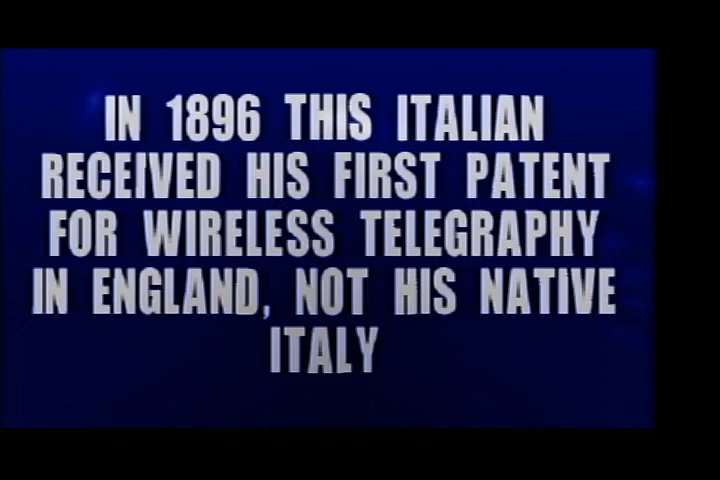 IN 1896 THIS ITALIAN
RECEIVED HIS FIRST PATENT
FOR WIRELESS TELEGRAPHY
IN ENGLAND, NOT HIS NATIVE
ITALY